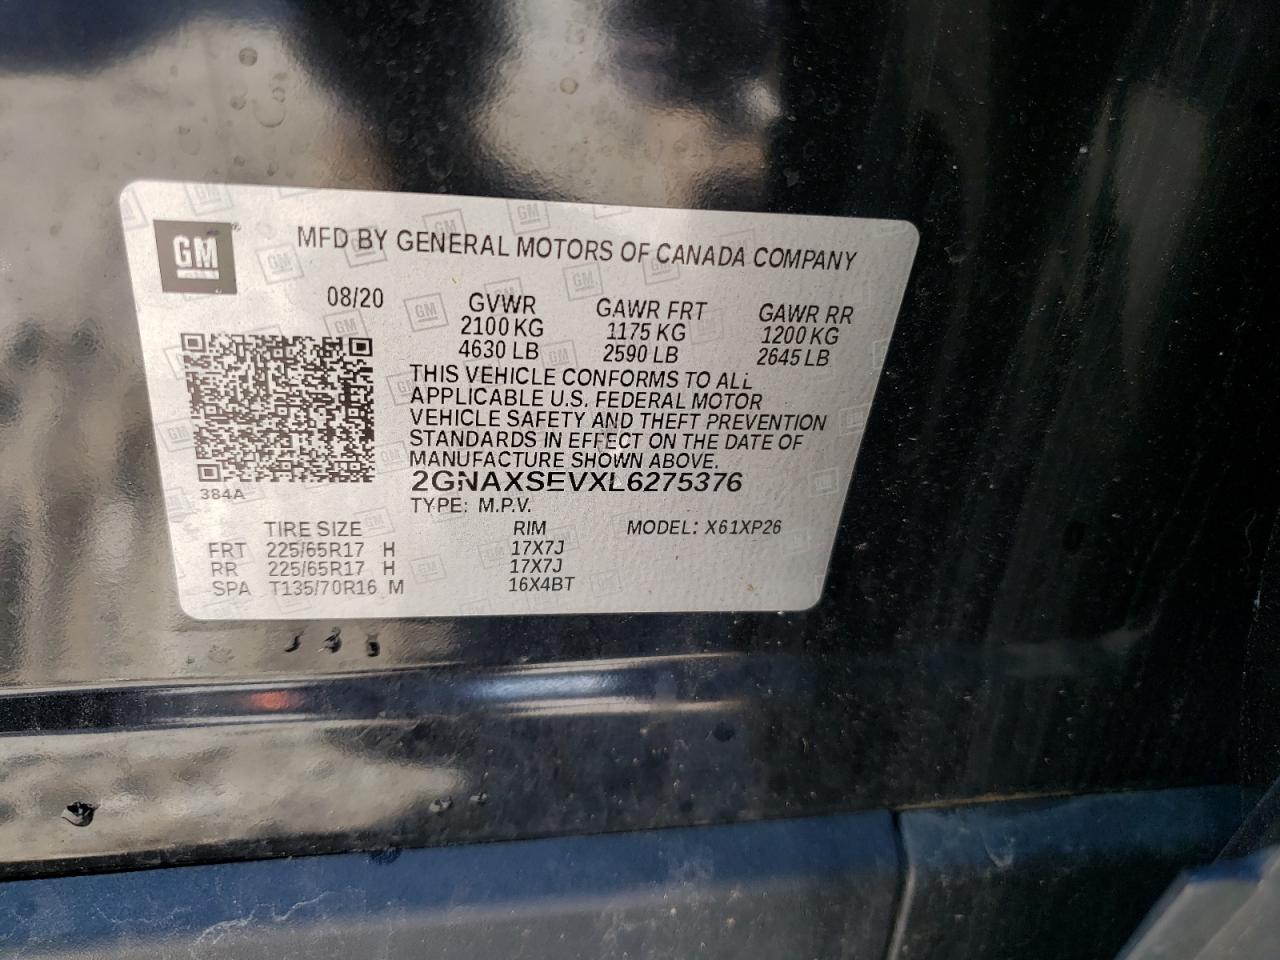 GM
MFD BY GENERAL MOTORS OF CANADA COMPANY
08/20
GVWR GAWR FRT GAWR RR
2100 KG 1175 KG 1200 KG
4630 LB 2590 LB 2645 LB
THIS VEHICLE CONFORMS TO ALL
APPLICABLE U.S. FEDERAL MOTOR
VEHICLE SAFETY AND THEFT PREVENTION
STANDARDS IN EFFECT ON THE DATE OF
MANUFACTURE SHOWN ABOVE.
2GNAXSEVXL6275376
384A
TYPE: M.P.V.
TIRE SIZE RIM MODEL: X61XP26
FRT 225/65R17 H 17X7J
RR 225/65R17 H 17X7J
SPA T135/70R16 M 16X4BT